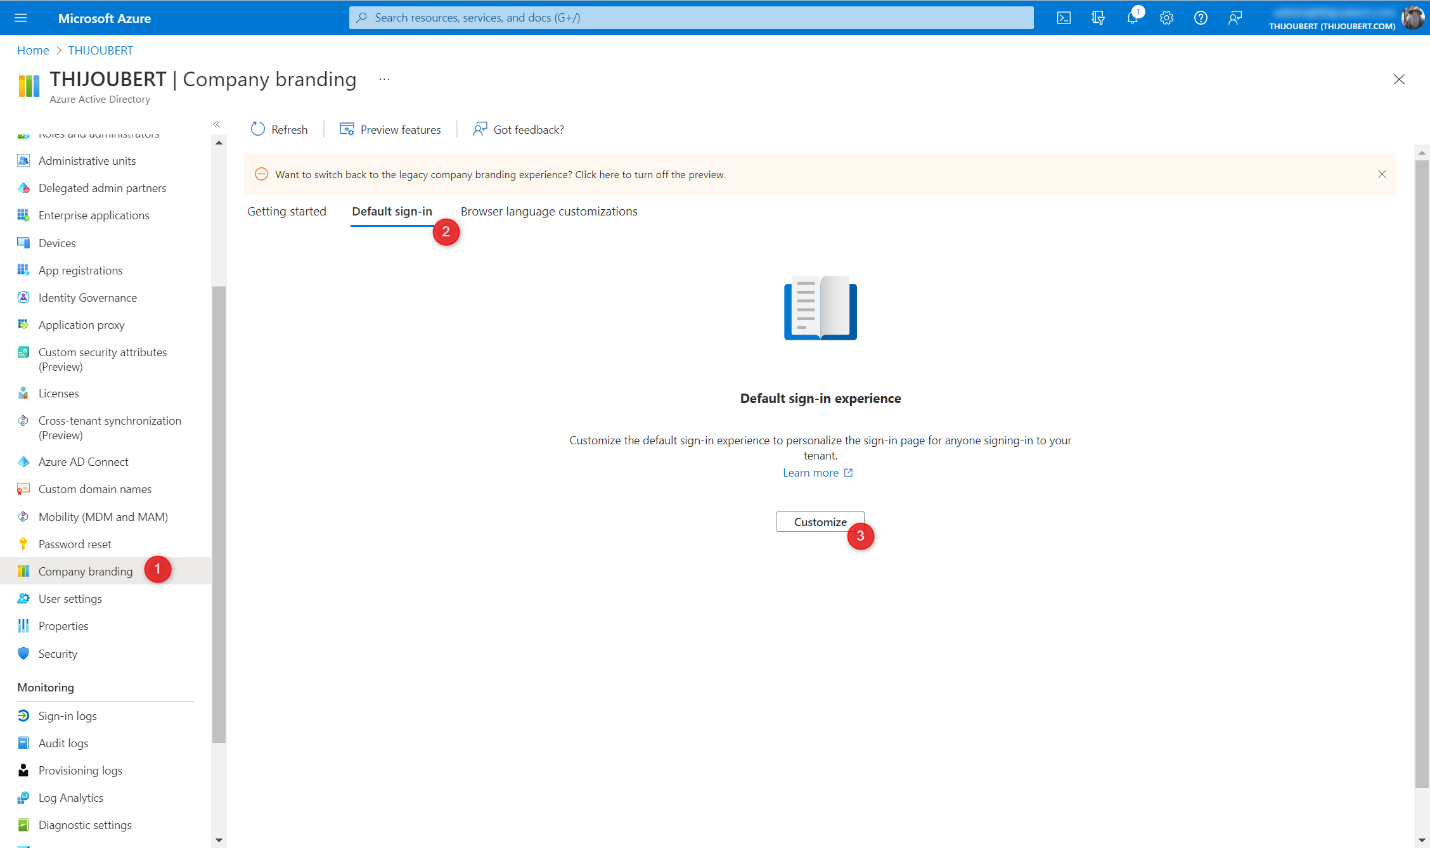 Microsoft Azure
Search resources, services, and docs (G+/)
1
THIJOUBERT (THIJOUBERT.COM)
Home > THIJOUBERT
THIJOUBERT | Company branding ...
Azure Active Directory
«
Roles and administrators
Administrative units
Delegated admin partners
Enterprise applications
Devices
App registrations
Identity Governance
Application proxy
Custom security attributes
(Preview)
Licenses
Cross-tenant synchronization
(Preview)
Azure AD Connect
Custom domain names
Mobility (MDM and MAM)
Password reset
Company branding 1
User settings
Properties
Security
Monitoring
Sign-in logs
Audit logs
Provisioning logs
Log Analytics
Diagnostic settings
Refresh Preview features Got feedback?
Want to switch back to the legacy company branding experience? Click here to turn off the preview.
Getting started Default sign-in Browser language customizations
2
Default sign-in experience
Customize the default sign-in experience to personalize the sign-in page for anyone signing-in to your
tenant.
Learn more
Customize
3